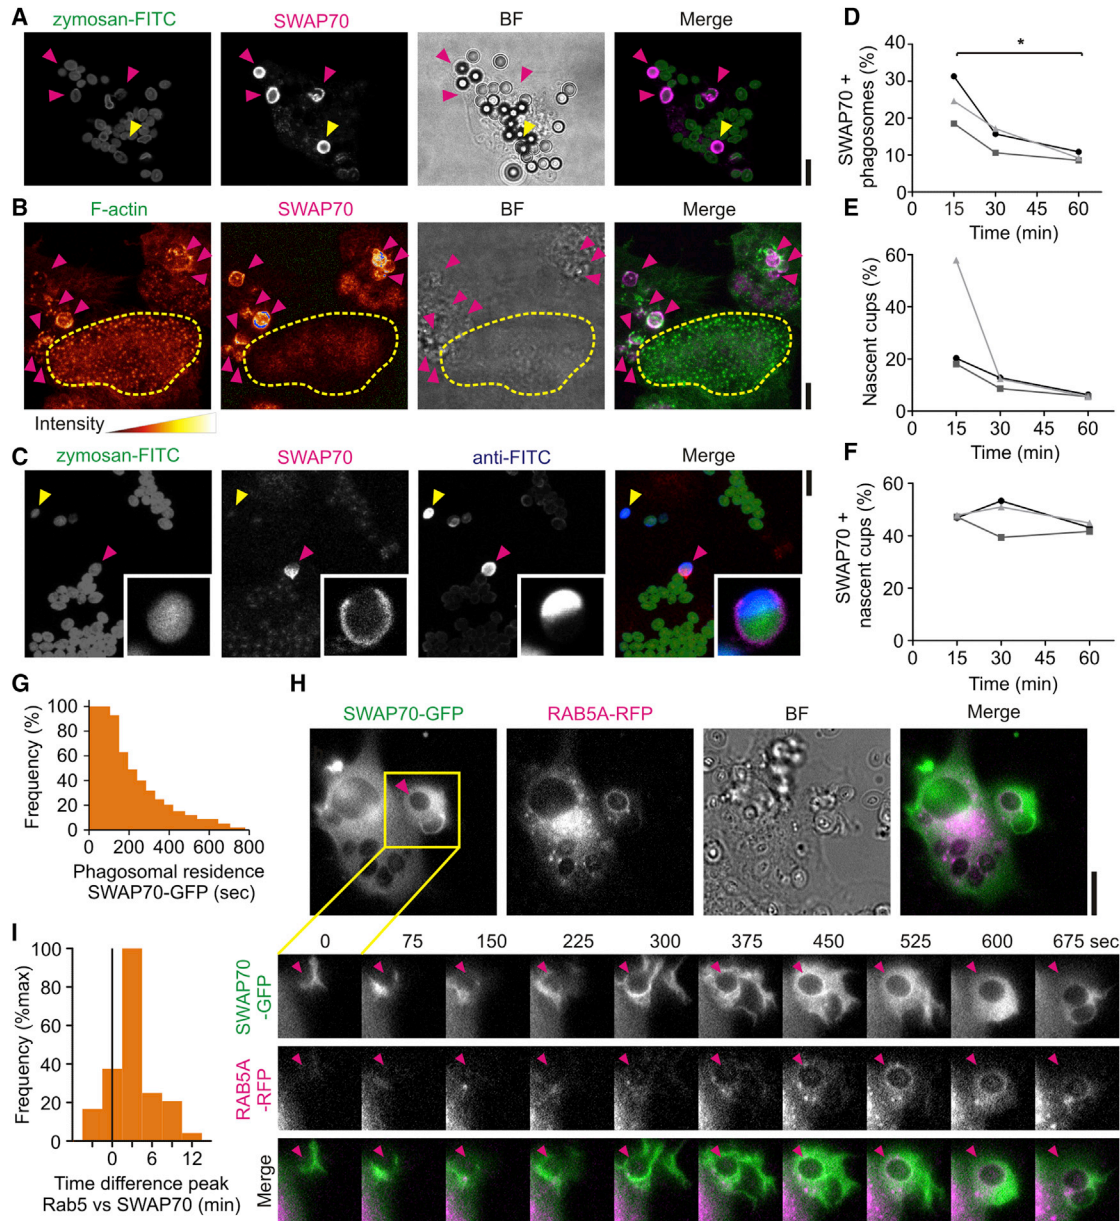 A
zymosan-FITC
SWAP70
BF
Merge
B
F-actin
SWAP70
BF
Merge
Intensity
C
zymosan-FITC
SWAP70
anti-FITC
Merge
D
SWAP70 +
phagosomes (%)
40
30
20
10
0
0 15 30 45 60
Time (min)
*
E
Nascent cups (%)
60
40
20
0
0 15 30 45 60
Time (min)
F
SWAP70 +
nascent cups (%)
60
40
20
0
0 15 30 45 60
Time (min)
G
Frequency (%)
100
80
60
40
20
0
0 200 400 600 800
Phagosomal residence
SWAP70-GFP (sec)
H
SWAP70-GFP
RAB5A-RFP
BF
Merge
0 75 150 225 300 375 450 525 600 675 sec
SWAP70
-GFP
RAB5A
-RFP
Merge
I
Frequency (%max)
100
80
60
40
20
0
0 6 12
Time difference peak
Rab5 vs SWAP70 (min)